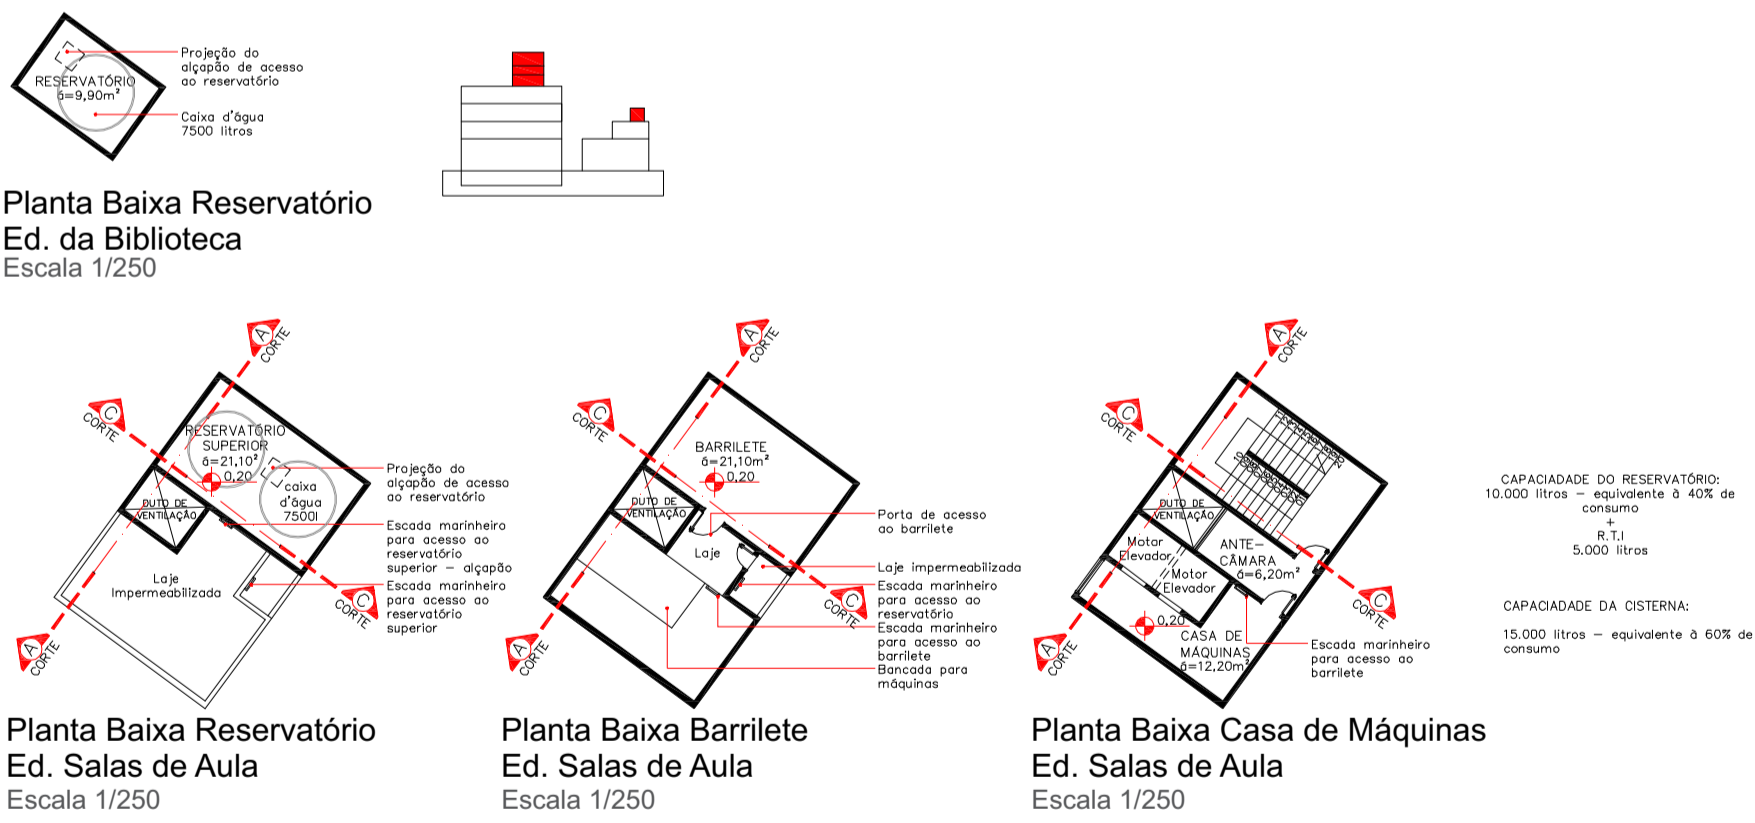 Projeção do
alçapão de acesso
ao reservatório
RESERVATÓRIO
á=9,90m²
Caixa d'água
7500 litros
Planta Baixa Reservatório
Ed. da Biblioteca
Escala 1/250
A
CORTE
C
CORTE
RESERVATÓRIO
SUPERIOR
á=21,10²
0,20
caixa
d'água
7500l
DUTO DE
VENTILAÇÃO
Laje
Impermeabilizada
Projeção do
alçapão de acesso
ao reservatório
Escada marinheiro
para acesso ao
reservatório
superior – alçapão
Escada marinheiro
para acesso ao
reservatório
superior
C
CORTE
A
CORTE
Planta Baixa Reservatório
Ed. Salas de Aula
Escala 1/250
A
CORTE
C
CORTE
BARRILETE
á=21,10m²
0,20
DUTO DE
VENTILAÇÃO
Laje
Porta de acesso
ao barrilete
Laje impermeabilizada
Escada marinheiro
para acesso ao
reservatório
Escada marinheiro
para acesso ao
barrilete
Bancada para
máquinas
C
CORTE
A
CORTE
Planta Baixa Barrilete
Ed. Salas de Aula
Escala 1/250
A
CORTE
C
CORTE
DUTO DE
VENTILAÇÃO
Motor
Elevador
Motor
Elevador
ANTE–
CÂMARA
á=6,20m²
0,20
CASA DE
MÁQUINAS
á=12,20m²
Escada marinheiro
para acesso ao
barrilete
C
CORTE
A
CORTE
Planta Baixa Casa de Máquinas
Ed. Salas de Aula
Escala 1/250
CAPACIADADE DO RESERVATÓRIO:
10.000 litros – equivalente à 40% de
consumo
+
R.T.I
5.000 litros
CAPACIADADE DA CISTERNA:
15.000 litros – equivalente à 60% de
consumo